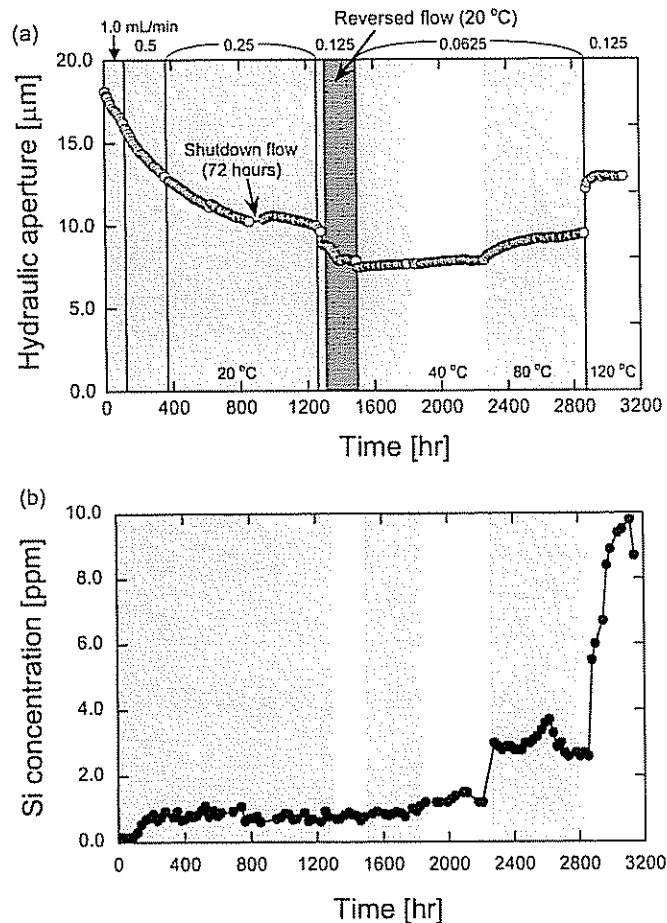 Reversed flow (20 °C)
(a)
1.0 mL/min
0.5
0.25
0.125
0.0625
0.125
20.0
15.0
10.0
5.0
0.0
Hydraulic aperture [μm]
Shutdown flow
(72 hours)
20 °C
40 °C
80 °C
120 °C
0
400
800
1200
1600
2000
2400
2800
3200
Time [hr]
(b)
10.0
8.0
6.0
4.0
2.0
0.0
Si concentration [ppm]
0
400
800
1200
1600
2000
2400
2800
3200
Time [hr]